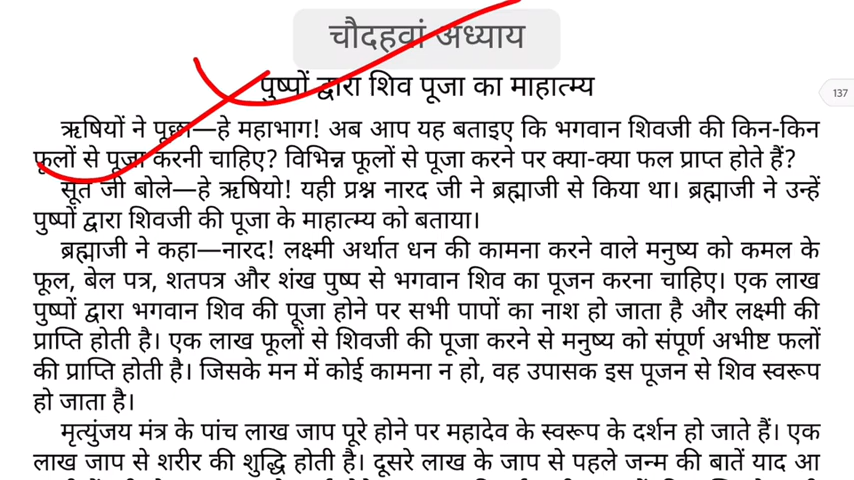 चौदहवां अध्याय
पुष्पों द्वारा शिव पूजा का माहात्म्य
137
ऋषियों ने पूछा—हे महाभाग! अब आप यह बताइए कि भगवान शिवजी की किन-किन
फूलों से पूजा करनी चाहिए? विभिन्न फूलों से पूजा करने पर क्या-क्या फल प्राप्त होते हैं?
सूत जी बोले—हे ऋषियो! यही प्रश्न नारद जी ने ब्रह्माजी से किया था। ब्रह्माजी ने उन्हें
पुष्पों द्वारा शिवजी की पूजा के माहात्म्य को बताया।
ब्रह्माजी ने कहा—नारद! लक्ष्मी अर्थात धन की कामना करने वाले मनुष्य को कमल के
फूल, बेल पत्र, शतपत्र और शंख पुष्प से भगवान शिव का पूजन करना चाहिए। एक लाख
पुष्पों द्वारा भगवान शिव की पूजा होने पर सभी पापों का नाश हो जाता है और लक्ष्मी की
प्राप्ति होती है। एक लाख फूलों से शिवजी की पूजा करने से मनुष्य को संपूर्ण अभीष्ट फलों
की प्राप्ति होती है। जिसके मन में कोई कामना न हो, वह उपासक इस पूजन से शिव स्वरूप
हो जाता है।
मृत्युंजय मंत्र के पांच लाख जाप पूरे होने पर महादेव के स्वरूप के दर्शन हो जाते हैं। एक
लाख जाप से शरीर की शुद्धि होती है। दूसरे लाख के जाप से पहले जन्म की बातें याद आ